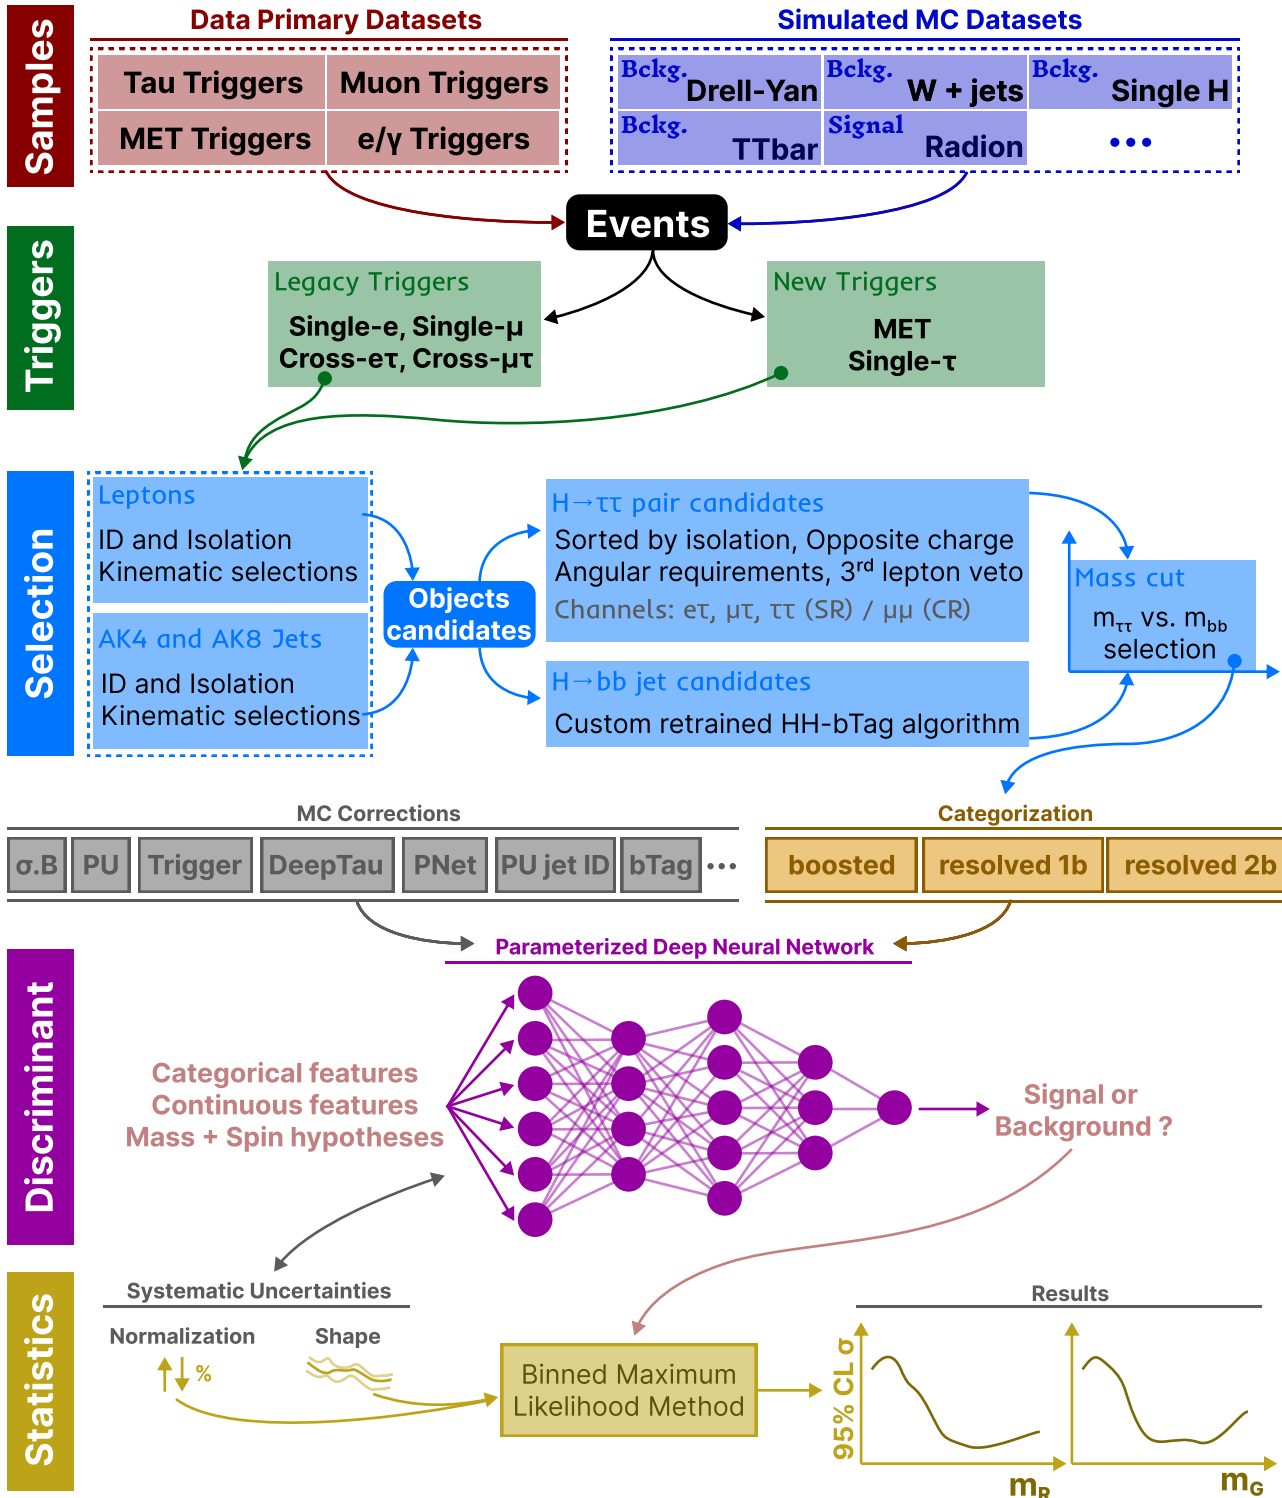 Samples
Data Primary Datasets
Tau Triggers
Muon Triggers
MET Triggers
e/γ Triggers
Simulated MC Datasets
Bckg.
Drell-Yan
Bckg.
W + jets
Bckg.
Single H
Bckg.
TTbar
Signal
Radion
•••
Events
Triggers
Legacy Triggers
Single-e, Single-μ
Cross-eτ, Cross-μτ
New Triggers
MET
Single-τ
Selection
Leptons
ID and Isolation
Kinematic selections
AK4 and AK8 Jets
ID and Isolation
Kinematic selections
Objects
candidates
H→ττ pair candidates
Sorted by isolation, Opposite charge
Angular requirements, 3rd lepton veto
Channels: eτ, μτ, ττ (SR) / μμ (CR)
H→bb jet candidates
Custom retrained HH-bTag algorithm
Mass cut
mττ vs. mbb
selection
MC Corrections
σ.B
PU
Trigger
DeepTau
PNet
PU jet ID
bTag
•••
Categorization
boosted
resolved 1b
resolved 2b
Discriminant
Parameterized Deep Neural Network
Categorical features
Continuous features
Mass + Spin hypotheses
Signal or
Background ?
Statistics
Systematic Uncertainties
Normalization
%
Shape
Binned Maximum
Likelihood Method
Results
95% CL σ
mR
mG